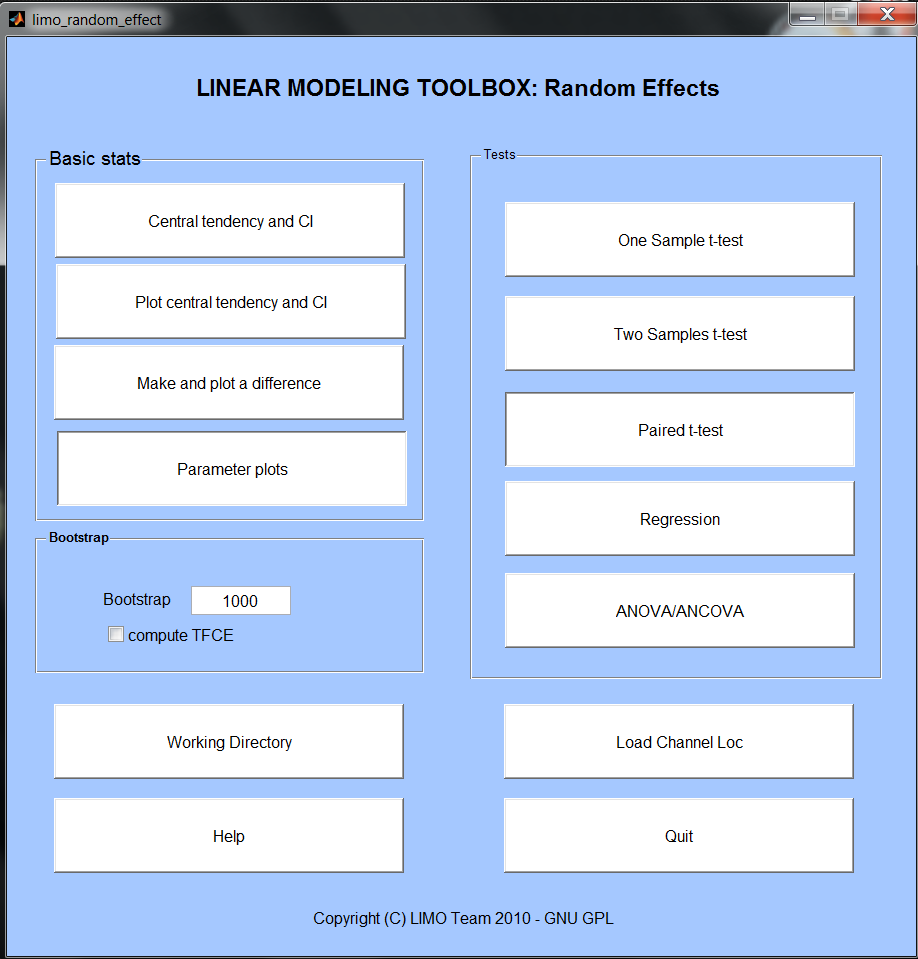 limo_random_effect
LINEAR MODELING TOOLBOX: Random Effects
Basic stats
Central tendency and CI
Plot central tendency and CI
Make and plot a difference
Parameter plots
Bootstrap
Bootstrap 1000
compute TFCE
Tests
One Sample t-test
Two Samples t-test
Paired t-test
Regression
ANOVA/ANCOVA
Working Directory
Load Channel Loc
Help
Quit
Copyright (C) LIMO Team 2010 - GNU GPL